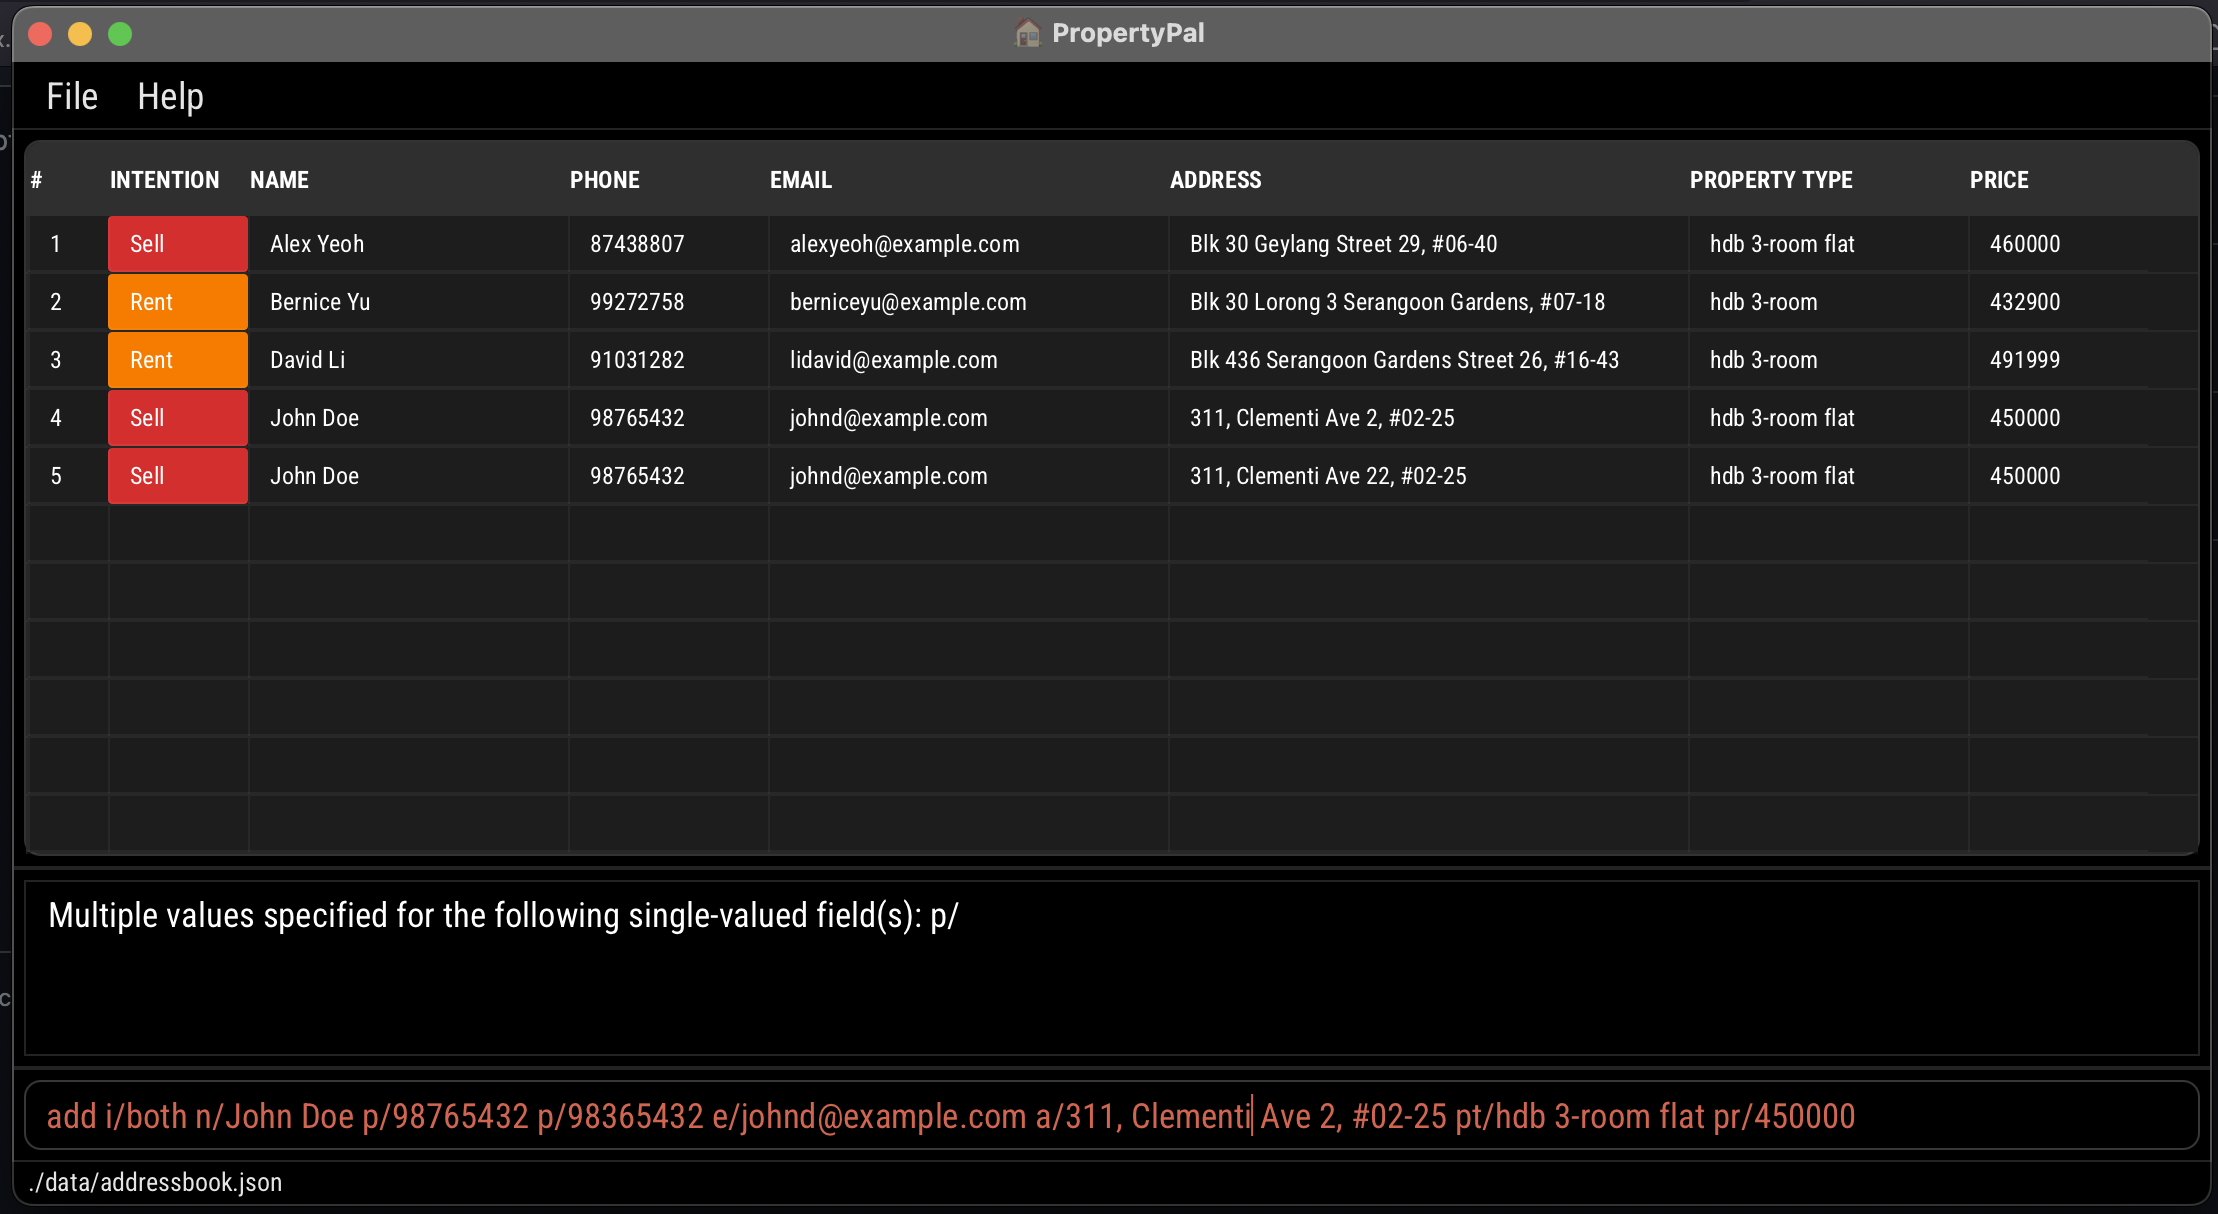 PropertyPal
File Help
# INTENTION NAME PHONE EMAIL ADDRESS PROPERTY TYPE PRICE
1 Sell Alex Yeoh 87438807 alexyeoh@example.com Blk 30 Geylang Street 29, #06-40 hdb 3-room flat 460000
2 Rent Bernice Yu 99272758 berniceyu@example.com Blk 30 Lorong 3 Serangoon Gardens, #07-18 hdb 3-room 432900
3 Rent David Li 91031282 lidavid@example.com Blk 436 Serangoon Gardens Street 26, #16-43 hdb 3-room 491999
4 Sell John Doe 98765432 johnd@example.com 311, Clementi Ave 2, #02-25 hdb 3-room flat 450000
5 Sell John Doe 98765432 johnd@example.com 311, Clementi Ave 22, #02-25 hdb 3-room flat 450000
Multiple values specified for the following single-valued field(s): p/
add i/both n/John Doe p/98765432 p/98365432 e/johnd@example.com a/311, Clementi Ave 2, #02-25 pt/hdb 3-room flat pr/450000
./data/addressbook.json